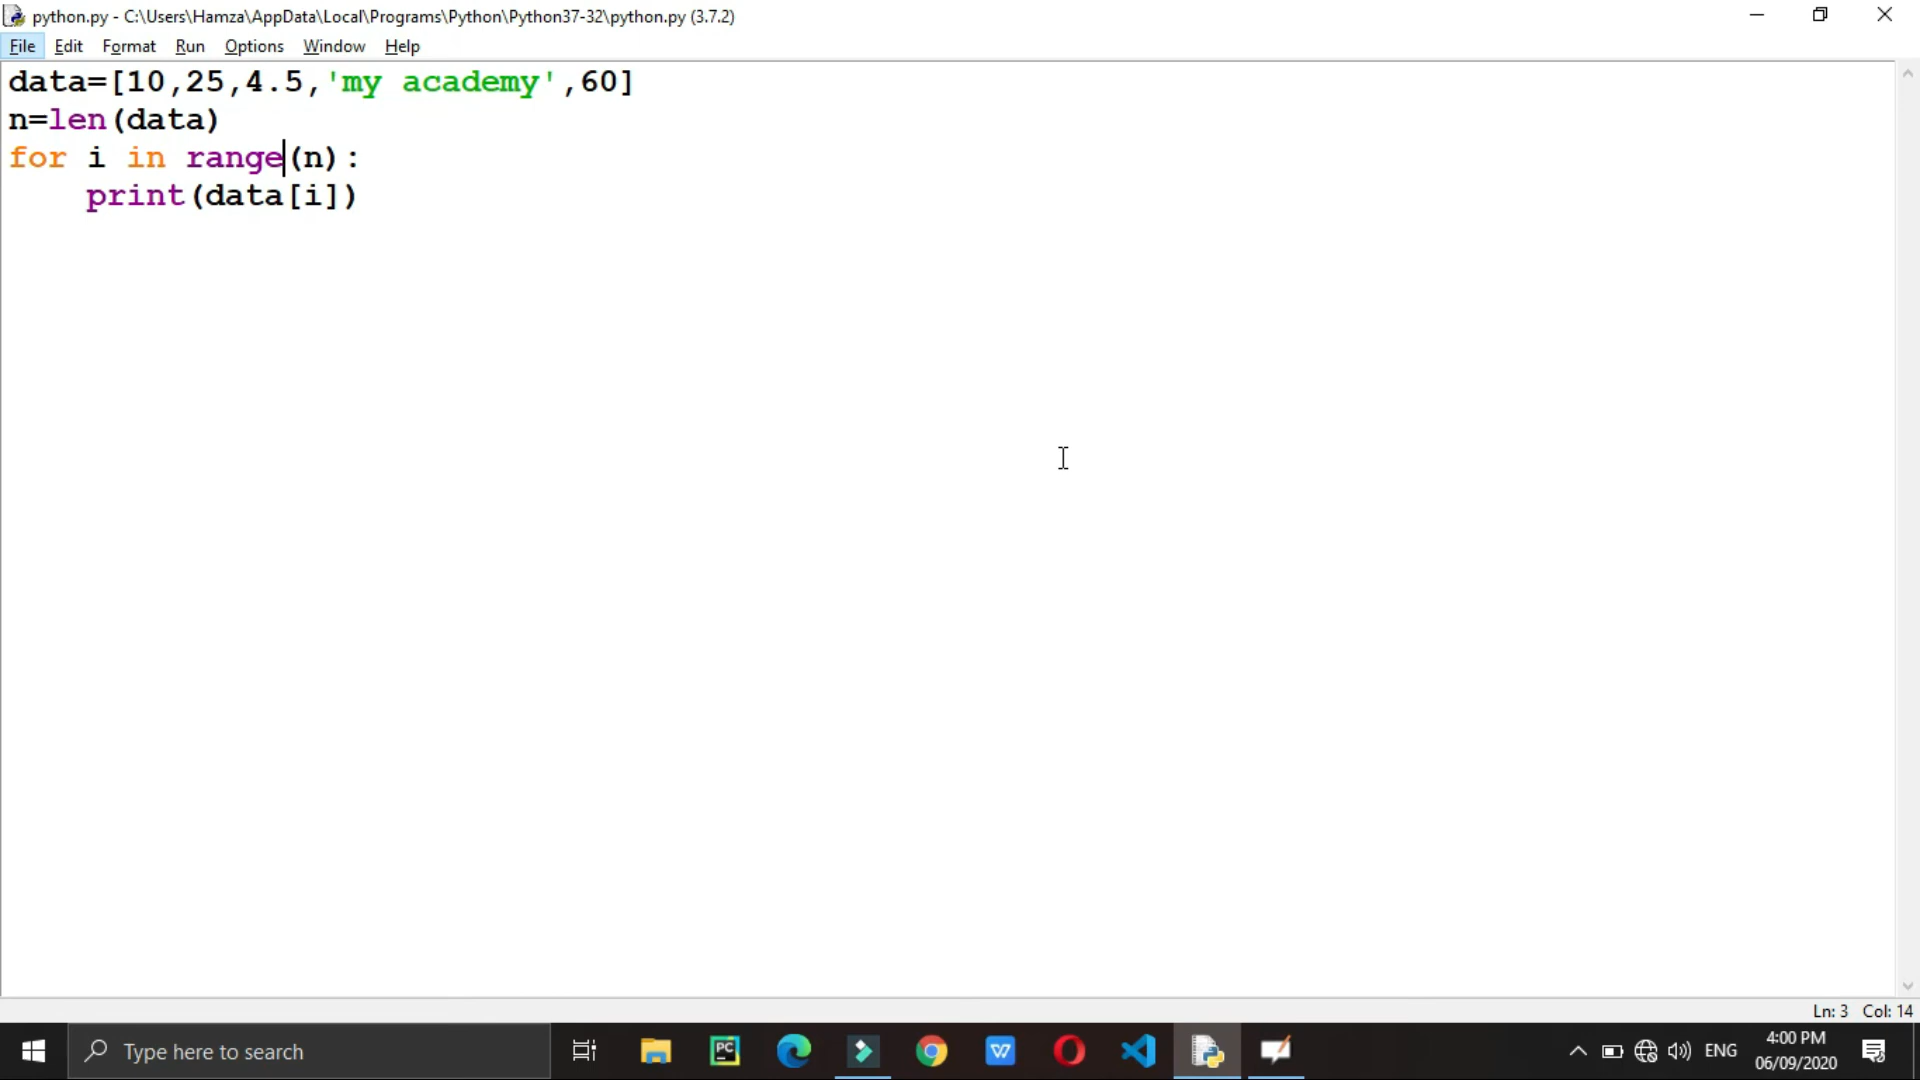 python.py - C:\Users\Hamza\AppData\Local\Programs\Python\Python37-32\python.py (3.7.2)
File Edit Format Run Options Window Help
data=[10,25,4.5,'my academy',60]
n=len(data)
for i in range(n):
    print(data[i])
Ln: 3 Col: 14
Type here to search
PC
W
ENG
4:00 PM
06/09/2020